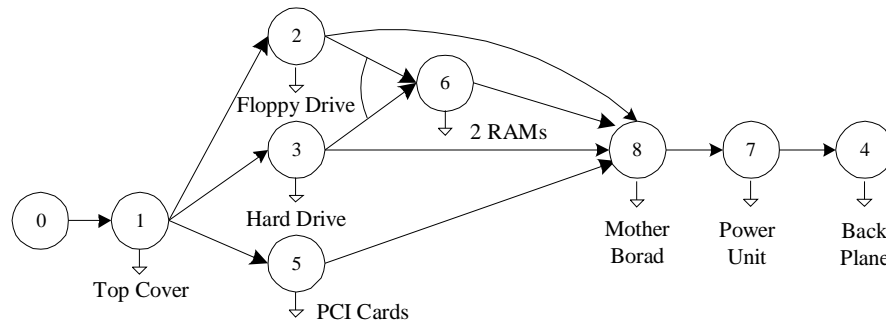 2
6
Floppy Drive
2 RAMs
3
8
7
4
Hard Drive
0
1
Mother
Borad
Power
Unit
Back
Plane
5
Top Cover
PCI Cards